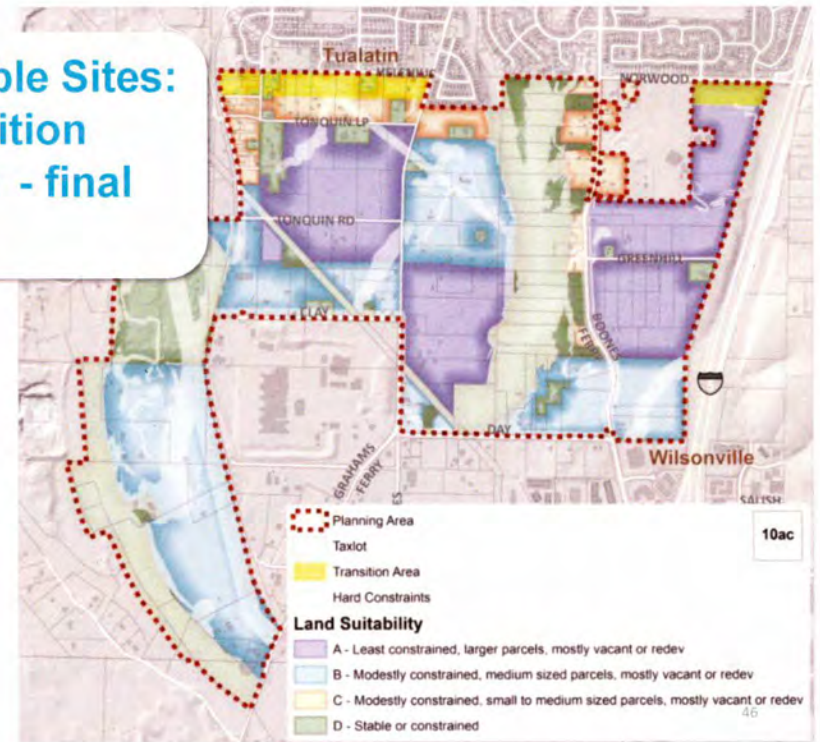 ble Sites:
ition
- final
Tualatin
NORWOOD
TONQUIN LP
TONQUIN RD
GREENHILL
CLAY
BOONES
FERRY
DAY
Wilsonville
GRAHAMS
FERRY
SALISH
Planning Area
10ac
Taxlot
Transition Area
Hard Constraints
Land Suitability
A - Least constrained, larger parcels, mostly vacant or redev
B - Modestly constrained, medium sized parcels, mostly vacant or redev
C - Modestly constrained, small to medium sized parcels, mostly vacant or redev
D - Stable or constrained
46